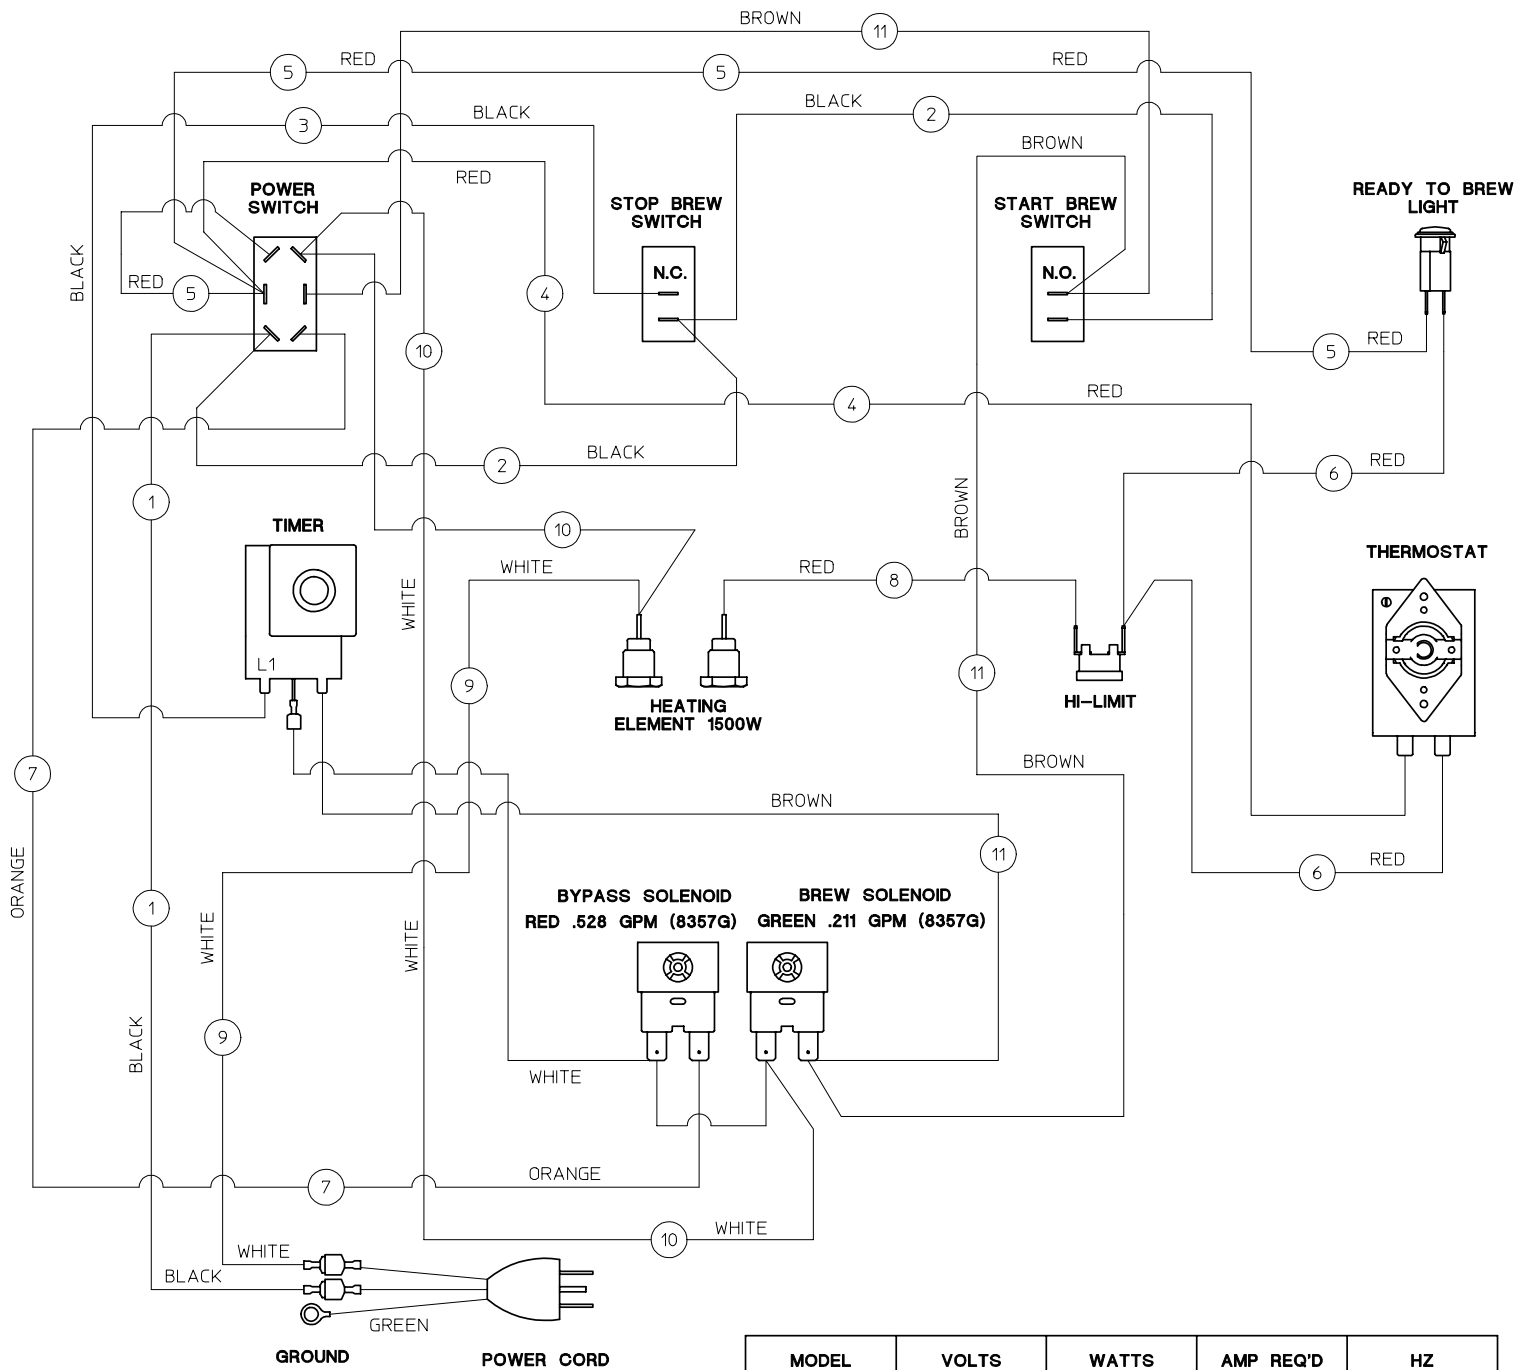 BROWN
11
RED
5
5
RED
BLACK
3
BLACK
2
BROWN
RED
POWER
SWITCH
STOP BREW
SWITCH
START BREW
SWITCH
READY TO BREW
LIGHT
BLACK
RED
5
N.C.
N.O.
4
10
5
RED
4
RED
2
BLACK
6
RED
1
BROWN
TIMER
10
THERMOSTAT
WHITE
WHITE
RED
8
L1
9
11
HEATING
ELEMENT 1500W
HI-LIMIT
7
BROWN
BROWN
11
ORANGE
6
RED
1
BYPASS SOLENOID
RED .528 GPM (8357G)
BREW SOLENOID
GREEN .211 GPM (8357G)
WHITE
WHITE
9
BLACK
WHITE
7
ORANGE
10
WHITE
WHITE
BLACK
GREEN
GROUND
POWER CORD
MODEL VOLTS WATTS AMP REQ'D HZ